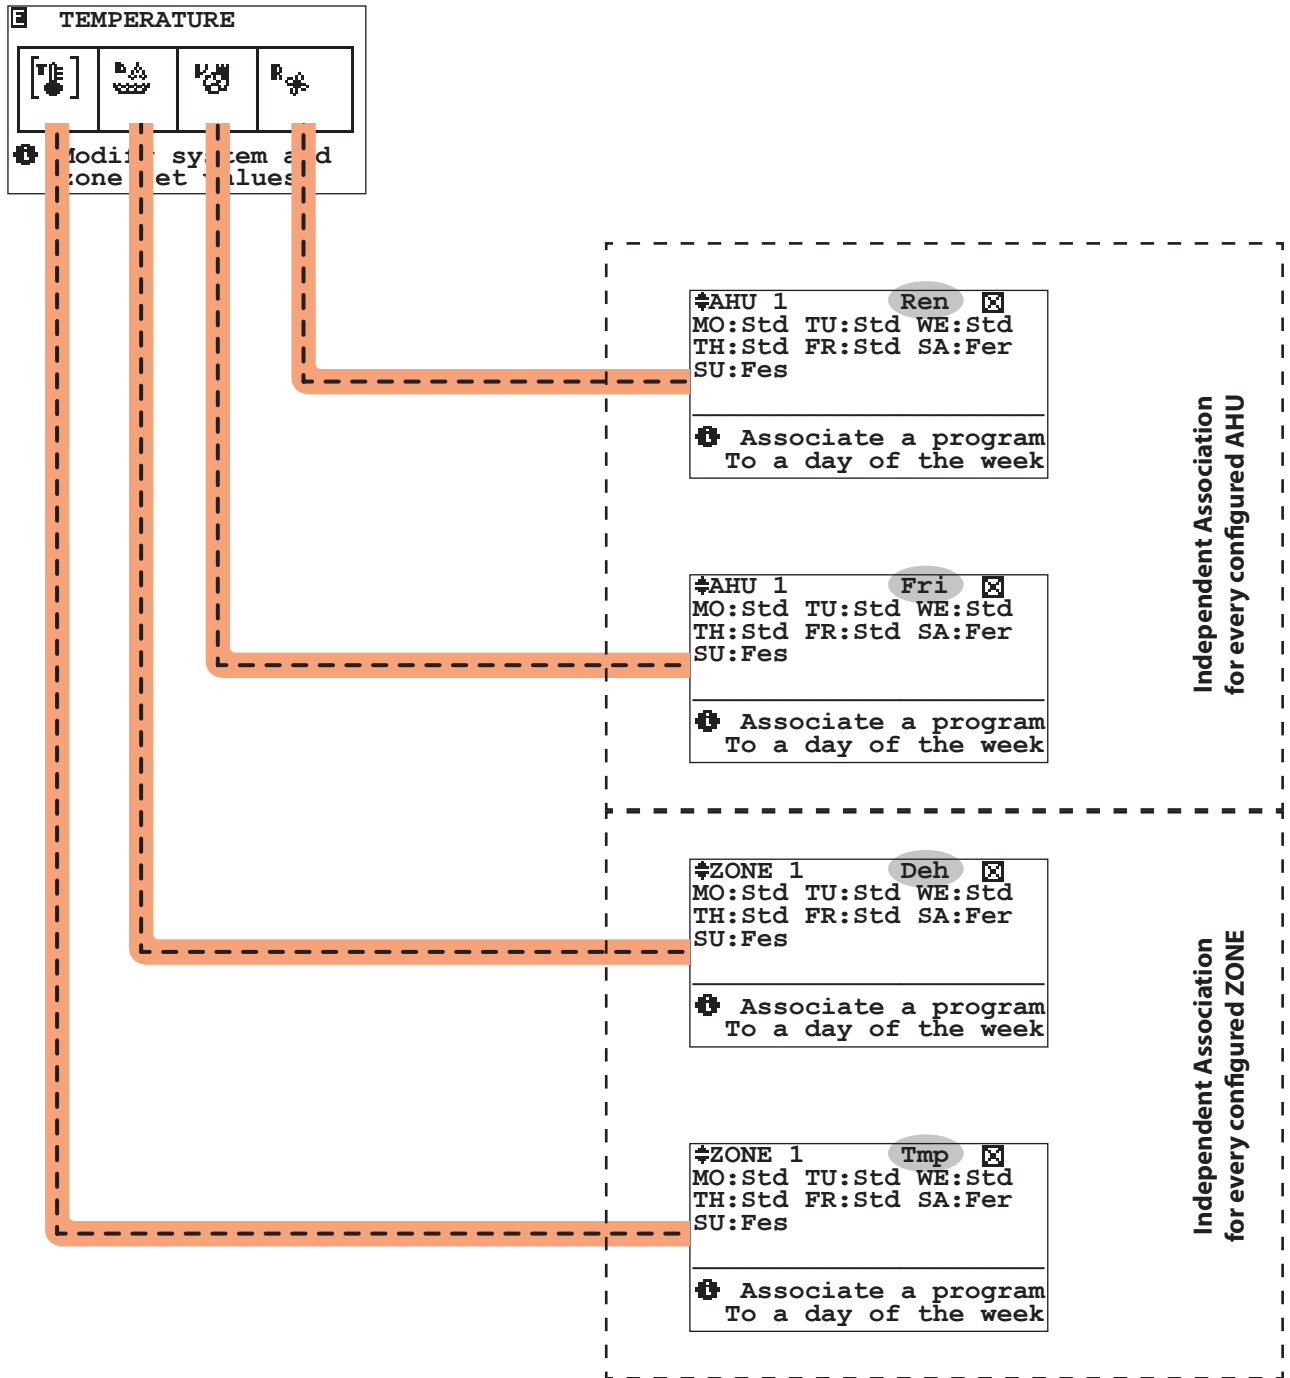 E TEMPERATURE
T
D
V/W
R
Modify system and
zone set values
AHU 1 Ren
MO:Std TU:Std WE:Std
TH:Std FR:Std SA:Fer
SU:Fes
Associate a program
To a day of the week
AHU 1 Fri
MO:Std TU:Std WE:Std
TH:Std FR:Std SA:Fer
SU:Fes
Associate a program
To a day of the week
Independent Association
for every configured AHU
ZONE 1 Deh
MO:Std TU:Std WE:Std
TH:Std FR:Std SA:Fer
SU:Fes
Associate a program
To a day of the week
ZONE 1 Tmp
MO:Std TU:Std WE:Std
TH:Std FR:Std SA:Fer
SU:Fes
Associate a program
To a day of the week
Independent Association
for every configured ZONE